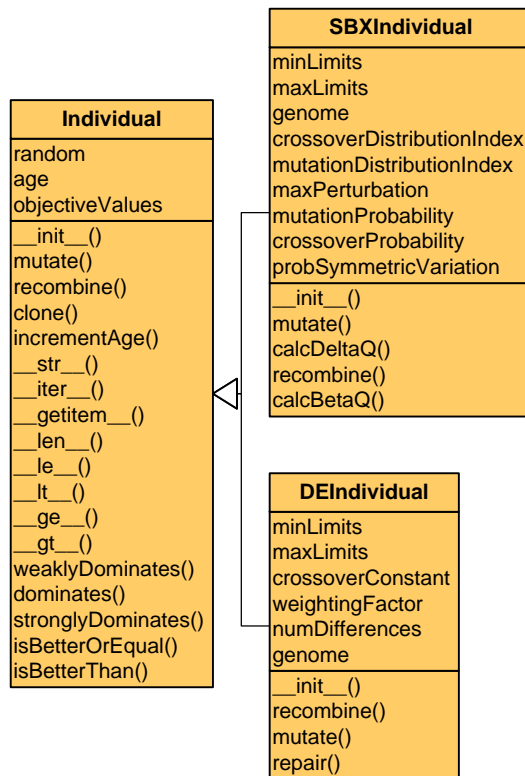 Individual
random
age
objectiveValues
__init__()
mutate()
recombine()
clone()
incrementAge()
__str__()
__iter__()
__getitem__()
__len__()
__le__()
__lt__()
__ge__()
__gt__()
weaklyDominates()
dominates()
stronglyDominates()
isBetterOrEqual()
isBetterThan()
SBXIndividual
minLimits
maxLimits
genome
crossoverDistributionIndex
mutationDistributionIndex
maxPerturbation
mutationProbability
crossoverProbability
probSymmetricVariation
__init__()
mutate()
calcDeltaQ()
recombine()
calcBetaQ()
DEIndividual
minLimits
maxLimits
crossoverConstant
weightingFactor
numDifferences
genome
__init__()
recombine()
mutate()
repair()